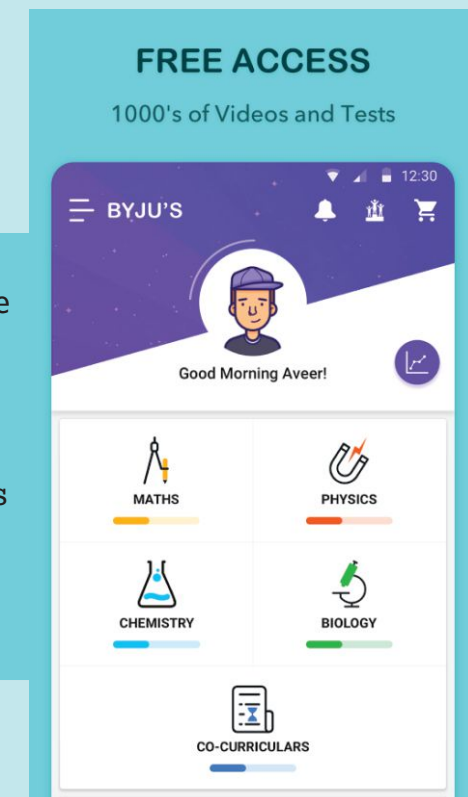 FREE ACCESS
1000's of Videos and Tests
12:30
BYJU'S
e
Good Morning Aveer!
s
MATHS
PHYSICS
CHEMISTRY
BIOLOGY
CO-CURRICULARS